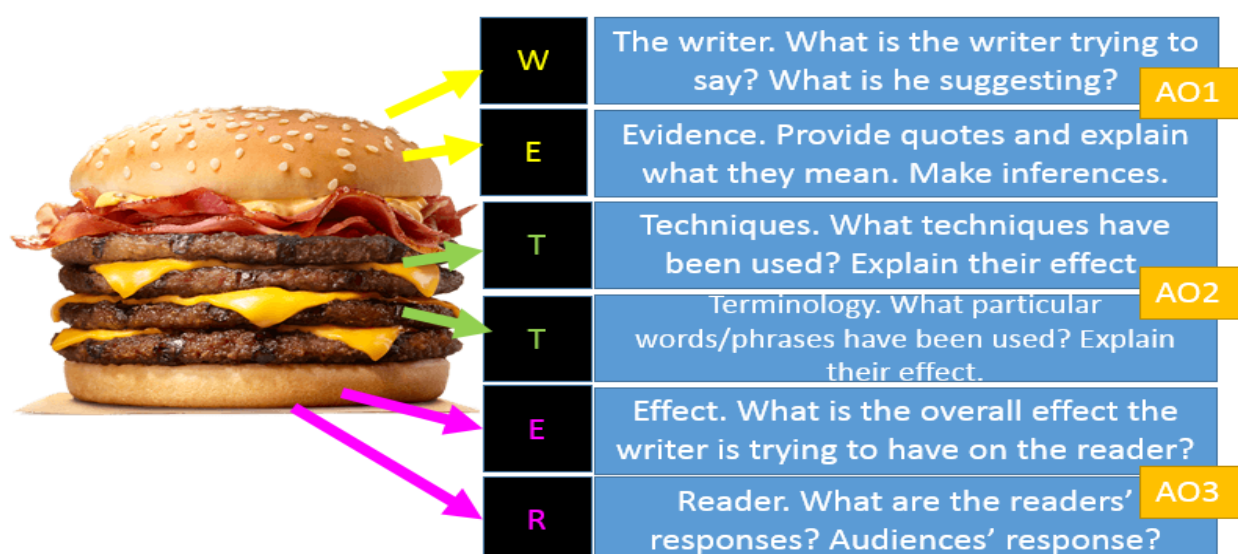 W
The writer. What is the writer trying to
say? What is he suggesting?
AO1
E
Evidence. Provide quotes and explain
what they mean. Make inferences.
T
Techniques. What techniques have
been used? Explain their effect
AO2
T
Terminology. What particular
words/phrases have been used? Explain
their effect.
E
Effect. What is the overall effect the
writer is trying to have on the reader?
AO3
R
Reader. What are the readers’
responses? Audiences’ response?